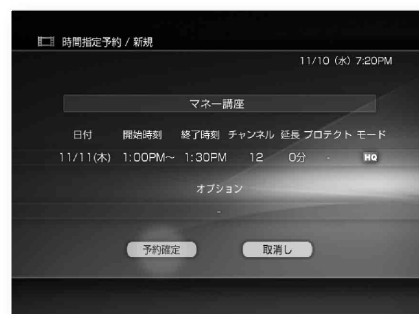 時間指定予約 / 新規
11/10 (水) 7:20PM
マネー講座
日付 開始時刻 終了時刻 チャンネル 延長 プロテクト モード
11/11(木) 1:00PM~ 1:30PM 12 0分 - HQ
オプション
-
予約確定 取消し